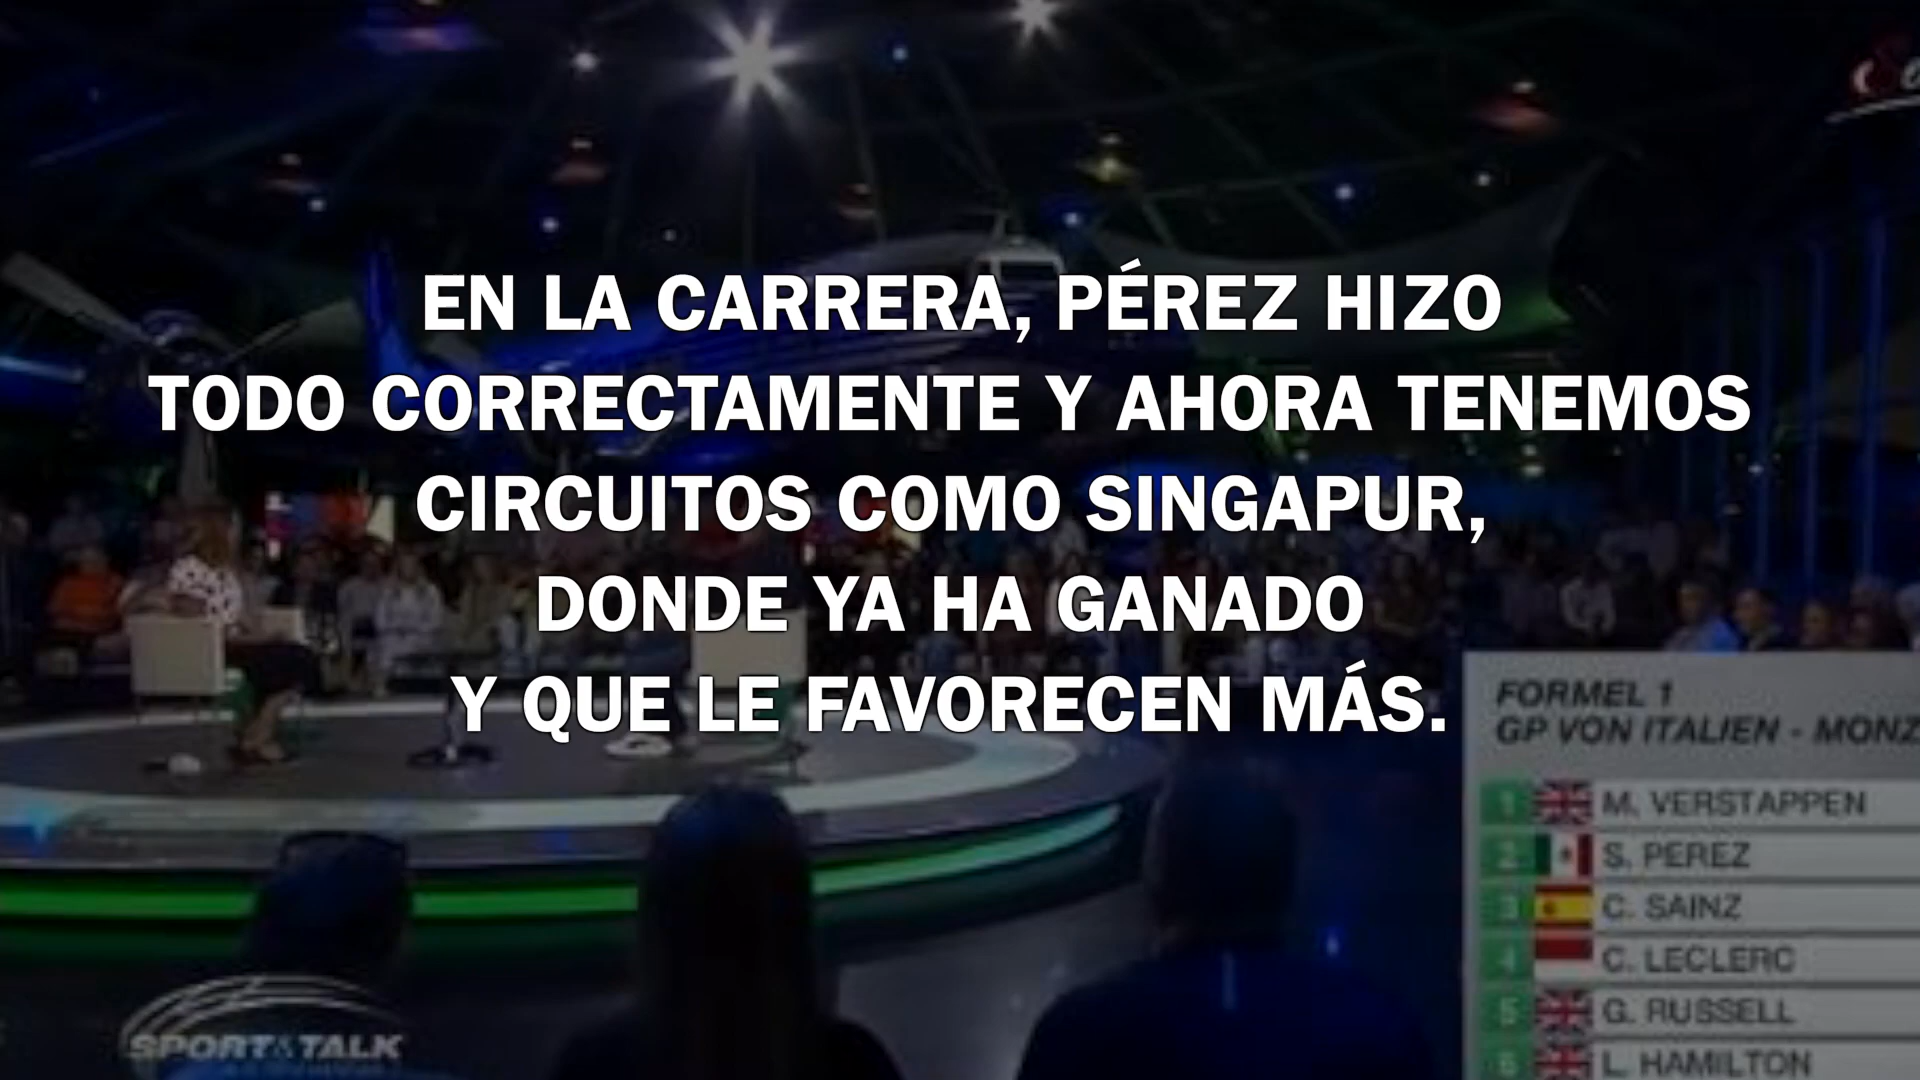 EN LA CARRERA, PÉREZ HIZO
TODO CORRECTAMENTE Y AHORA TENEMOS
CIRCUITOS COMO SINGAPUR,
DONDE YA HA GANADO
Y QUE LE FAVORECEN MÁS.
FORMEL 1
GP VON ITALIEN - MONZ
1 M. VERSTAPPEN
2 S. PEREZ
3 C. SAINZ
4 C. LECLERC
5 G. RUSSELL
6 L. HAMILTON
SPORT & TALK